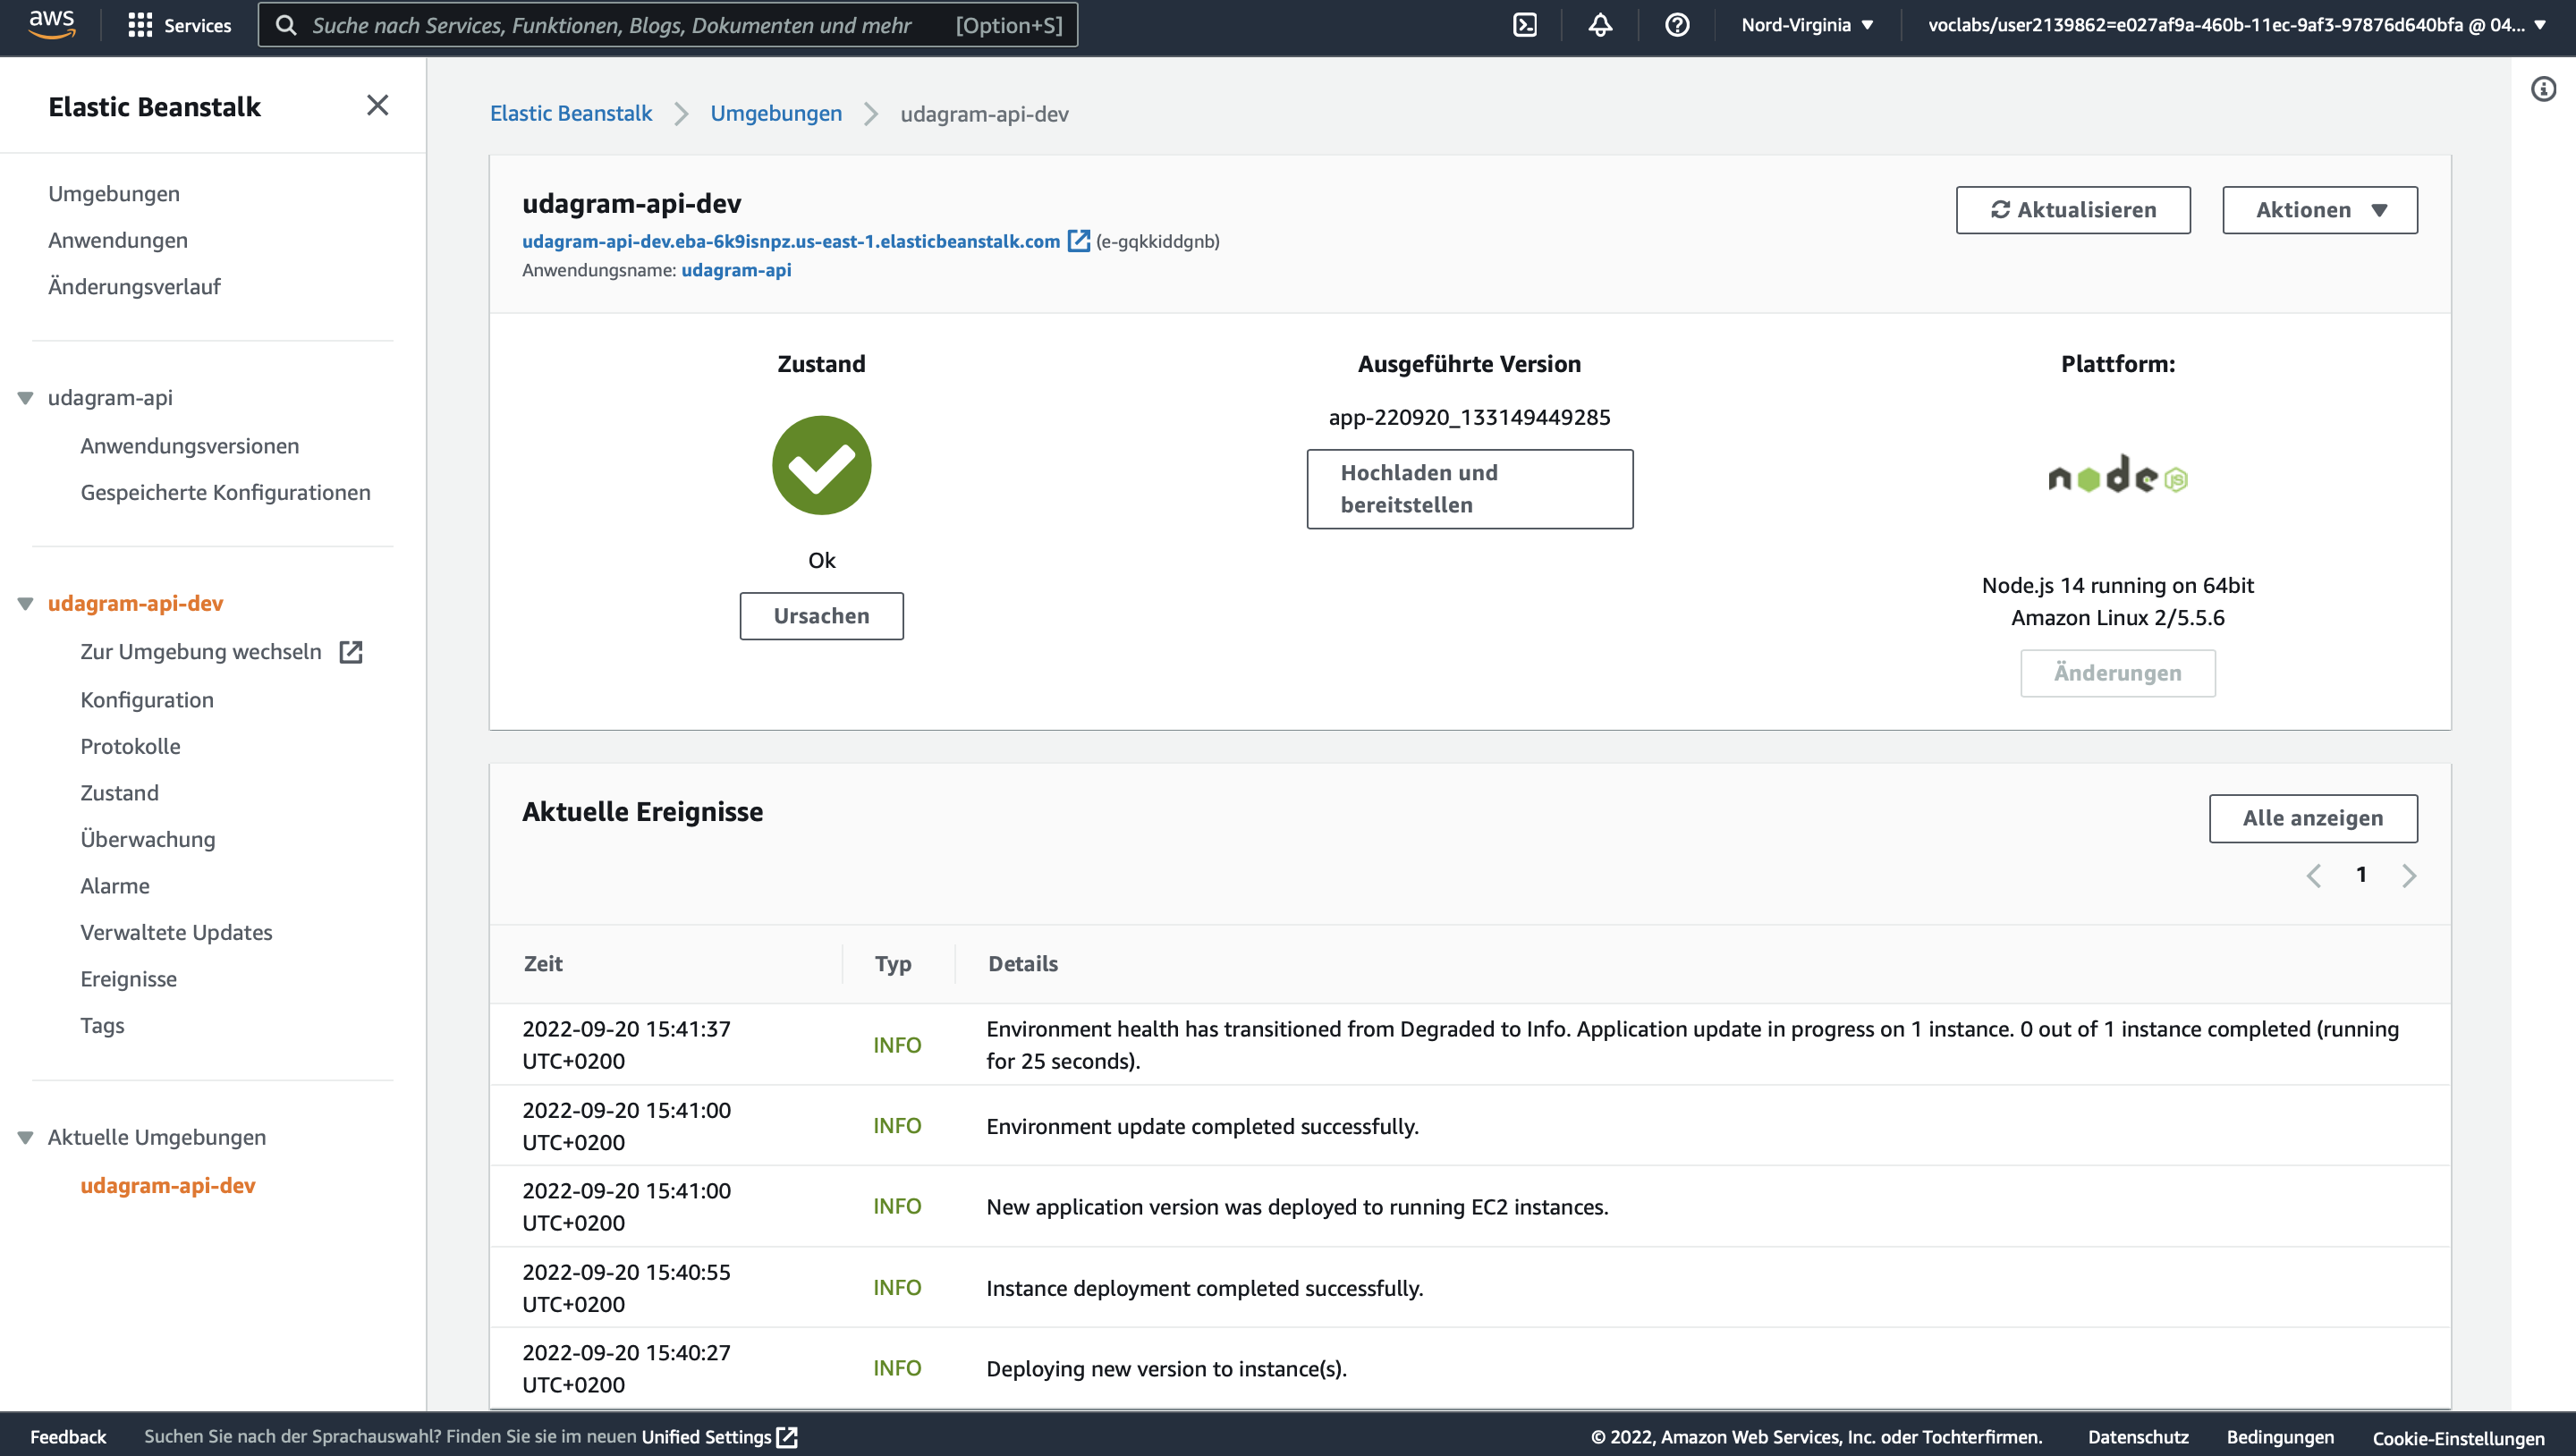 aws
Services
Suche nach Services, Funktionen, Blogs, Dokumenten und mehr [Option+S]
Nord-Virginia
voclabs/user2139862=e027af9a-460b-11ec-9af3-97876d640bfa @ 04...
Elastic Beanstalk
Umgebungen
Anwendungen
Änderungsverlauf
udagram-api
Anwendungsversionen
Gespeicherte Konfigurationen
udagram-api-dev
Zur Umgebung wechseln
Konfiguration
Protokolle
Zustand
Überwachung
Alarme
Verwaltete Updates
Ereignisse
Tags
Aktuelle Umgebungen
udagram-api-dev
Elastic Beanstalk
Umgebungen
udagram-api-dev
udagram-api-dev
udagram-api-dev.eba-6k9isnpz.us-east-1.elasticbeanstalk.com (e-gqkkiddgnb)
Anwendungsname: udagram-api
Aktualisieren
Aktionen
Zustand
Ok
Ursachen
Ausgeführte Version
app-220920_133149449285
Hochladen und
bereitstellen
Plattform:
node JS
Node.js 14 running on 64bit
Amazon Linux 2/5.5.6
Änderungen
Aktuelle Ereignisse
Alle anzeigen
1
Zeit Typ Details
2022-09-20 15:41:37
UTC+0200
INFO
Environment health has transitioned from Degraded to Info. Application update in progress on 1 instance. 0 out of 1 instance completed (running
for 25 seconds).
2022-09-20 15:41:00
UTC+0200
INFO
Environment update completed successfully.
2022-09-20 15:41:00
UTC+0200
INFO
New application version was deployed to running EC2 instances.
2022-09-20 15:40:55
UTC+0200
INFO
Instance deployment completed successfully.
2022-09-20 15:40:27
UTC+0200
INFO
Deploying new version to instance(s).
Feedback
Suchen Sie nach der Sprachauswahl? Finden Sie sie im neuen Unified Settings
© 2022, Amazon Web Services, Inc. oder Tochterfirmen.
Datenschutz
Bedingungen
Cookie-Einstellungen